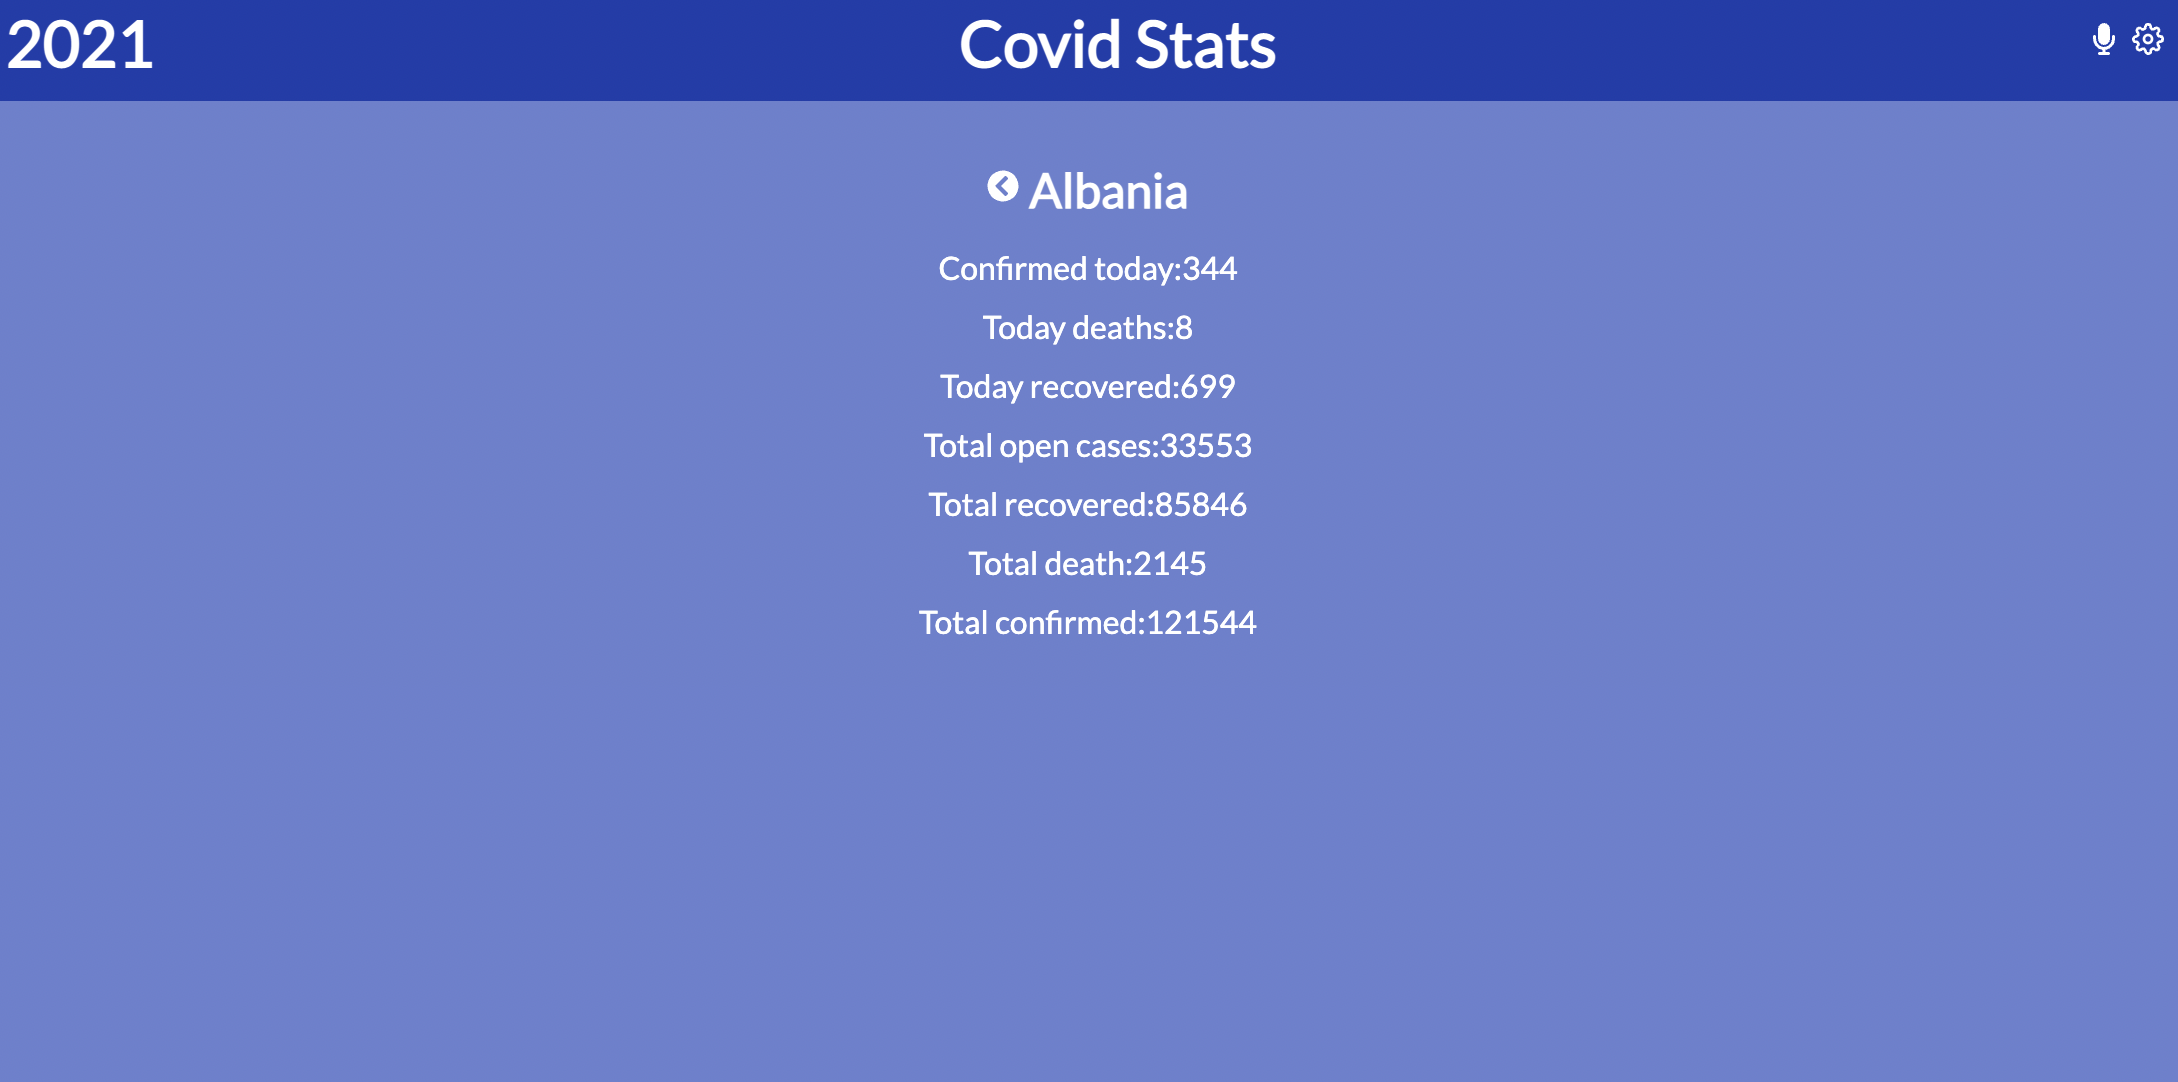 2021
Covid Stats
Albania
Confirmed today:344
Today deaths:8
Today recovered:699
Total open cases:33553
Total recovered:85846
Total death:2145
Total confirmed:121544